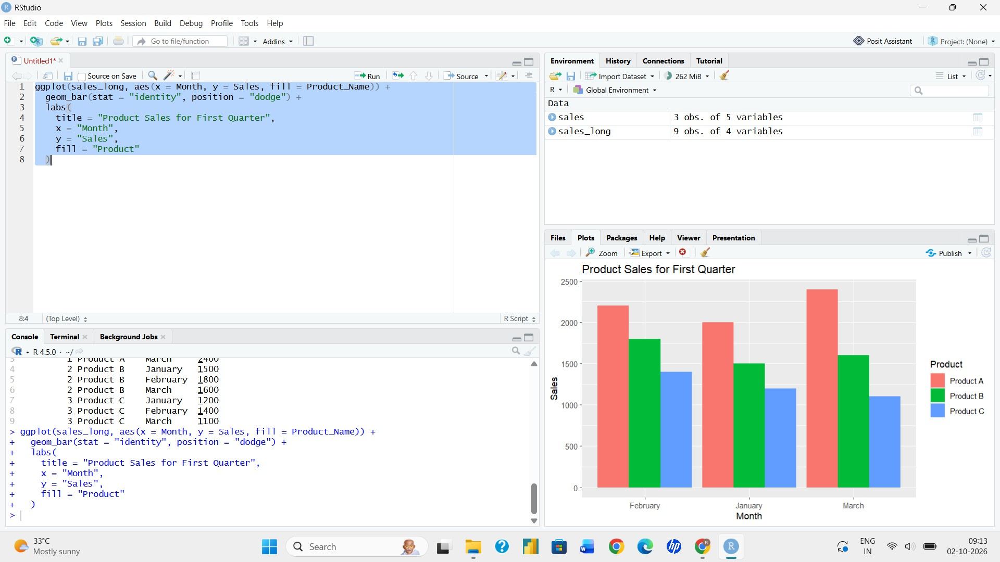 RStudio
File Edit Code View Plots Session Build Debug Profile Tools Help
Go to file/function Addins Posit Assistant Project: (None)
Untitled1*
Source on Save Run Source
1 ggplot(sales_long, aes(x = Month, y = Sales, fill = Product_Name)) +
2   geom_bar(stat = "identity", position = "dodge") +
3   labs(
4     title = "Product Sales for First Quarter",
5     x = "Month",
6     y = "Sales",
7     fill = "Product"
8   )
8:4 (Top Level) R Script
Console Terminal Background Jobs
R 4.5.0 · ~/
3 1 Product A March 2400
4 2 Product B January 1500
5 2 Product B February 1800
6 2 Product B March 1600
7 3 Product C January 1200
8 3 Product C February 1400
9 3 Product C March 1100
> ggplot(sales_long, aes(x = Month, y = Sales, fill = Product_Name)) +
+   geom_bar(stat = "identity", position = "dodge") +
+   labs(
+     title = "Product Sales for First Quarter",
+     x = "Month",
+     y = "Sales",
+     fill = "Product"
+   )
>
Environment History Connections Tutorial
Import Dataset 262 MiB List
R Global Environment
Data
sales 3 obs. of 5 variables
sales_long 9 obs. of 4 variables
Files Plots Packages Help Viewer Presentation
Zoom Export Publish
Product Sales for First Quarter
2500
2000
1500
1000
500
0
Sales
February January March
Month
Product
Product A
Product B
Product C
33°C
Mostly sunny
Search
ENG
IN
09:13
02-10-2026